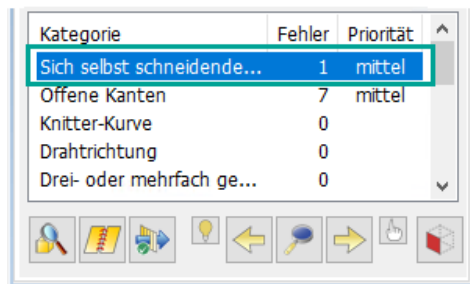 Kategorie Fehler Priorität
Sich selbst schneidende... 1 mittel
Offene Kanten 7 mittel
Knitter-Kurve 0
Drahtrichtung 0
Drei- oder mehrfach ge... 0